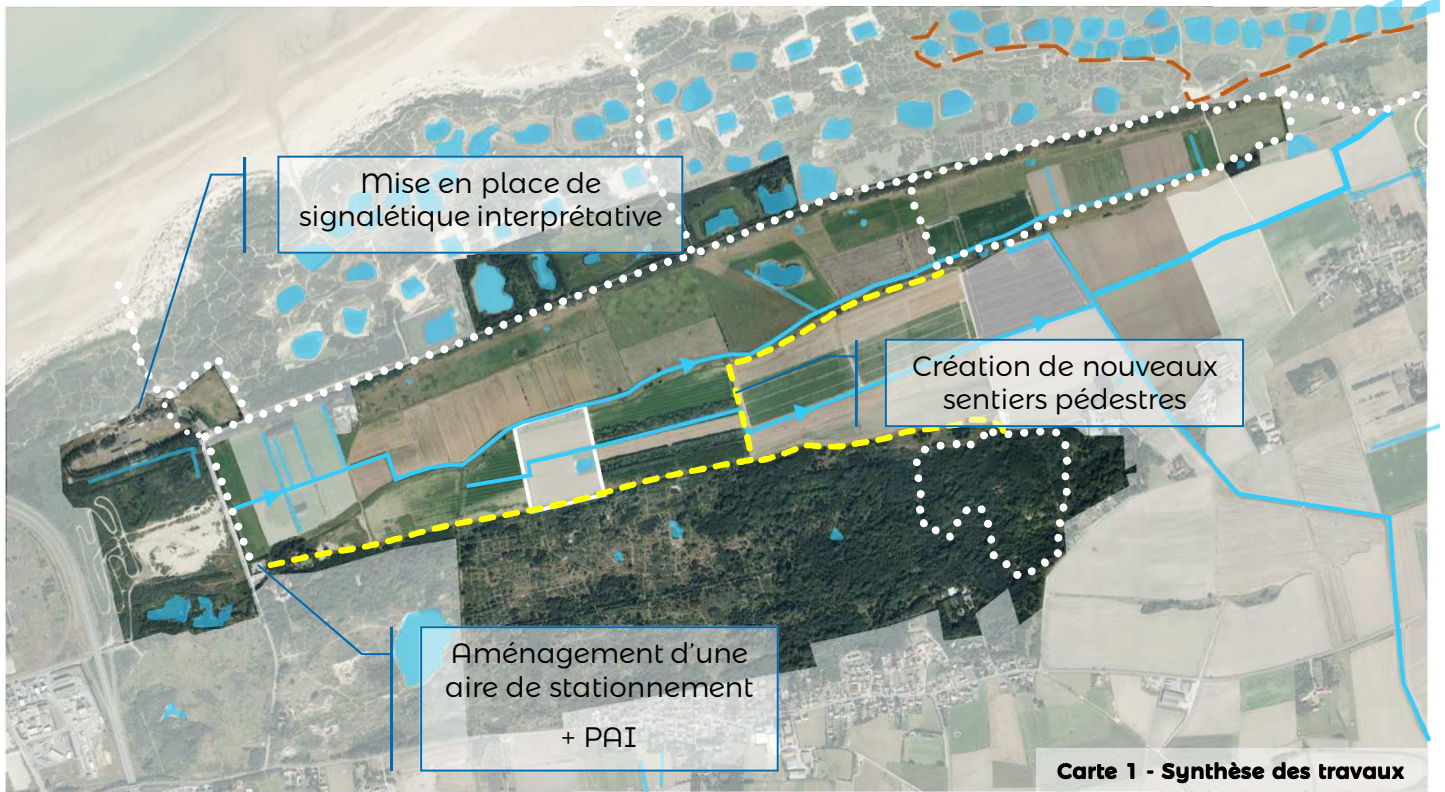 Mise en place de
signalétique interprétative
Création de nouveaux
sentiers pédestres
Aménagement d'une
aire de stationnement
+ PAI
Carte 1 - Synthèse des travaux